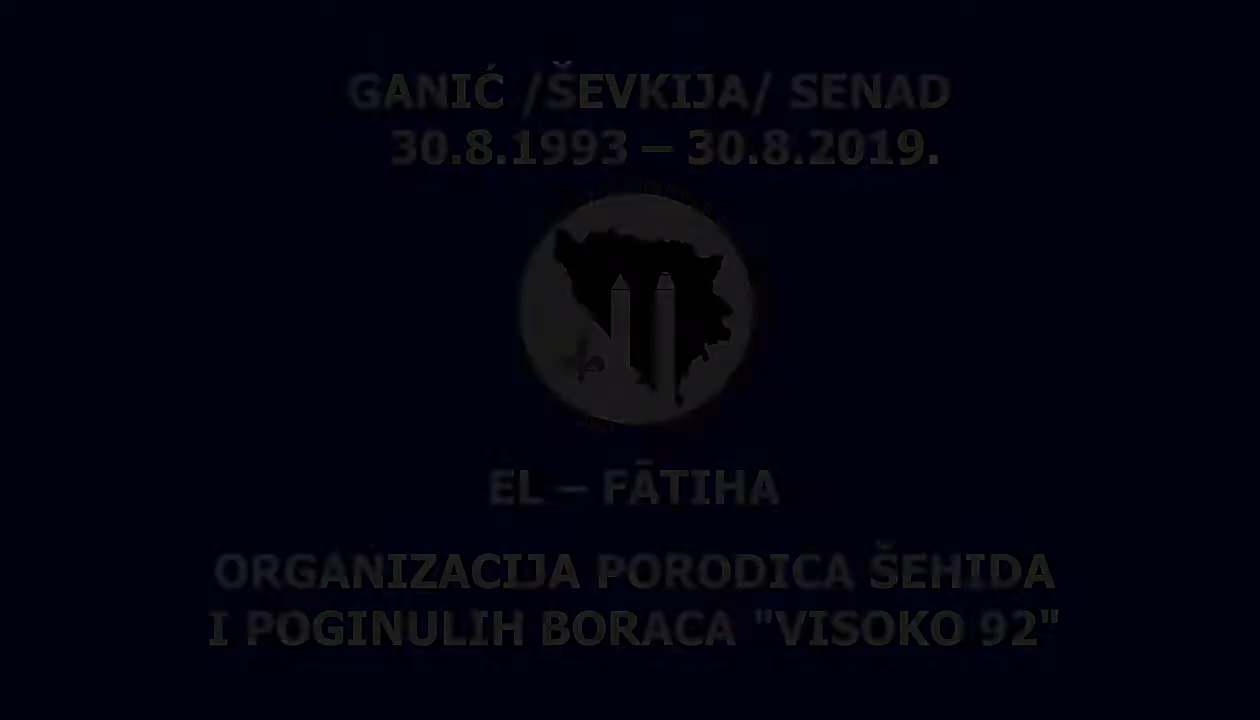 GANIĆ /ŠEVKIJA/ SENAD
30.8.1993 – 30.8.2019.
EL – FĀTIHA
ORGANIZACIJA PORODICA ŠEHIDA
I POGINULIH BORACA "VISOKO 92"